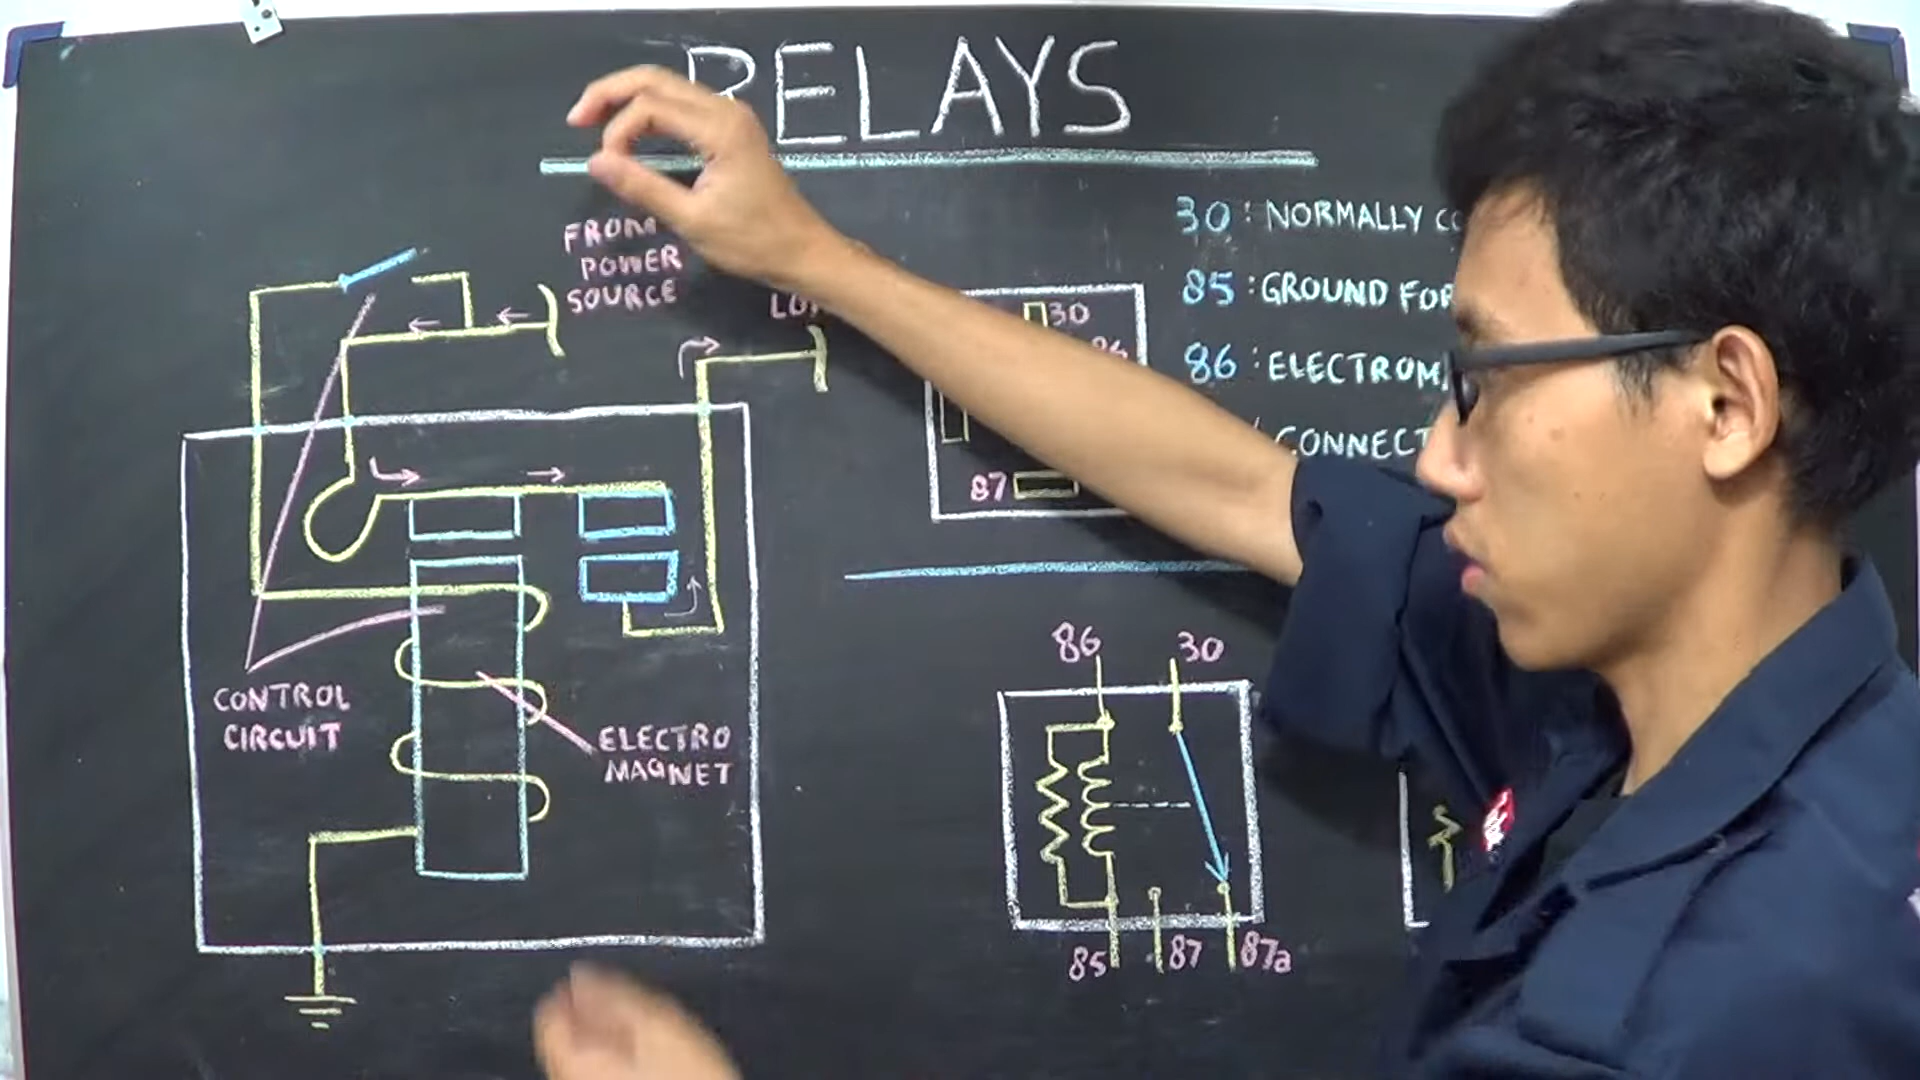 RELAYS
FROM
POWER
SOURCE
30
87
30 : NORMALLY
85 : GROUND
86 : ELECTROM
CONNECT
CONTROL
CIRCUIT
ELECTRO
MAGNET
86 30
85 87 87a